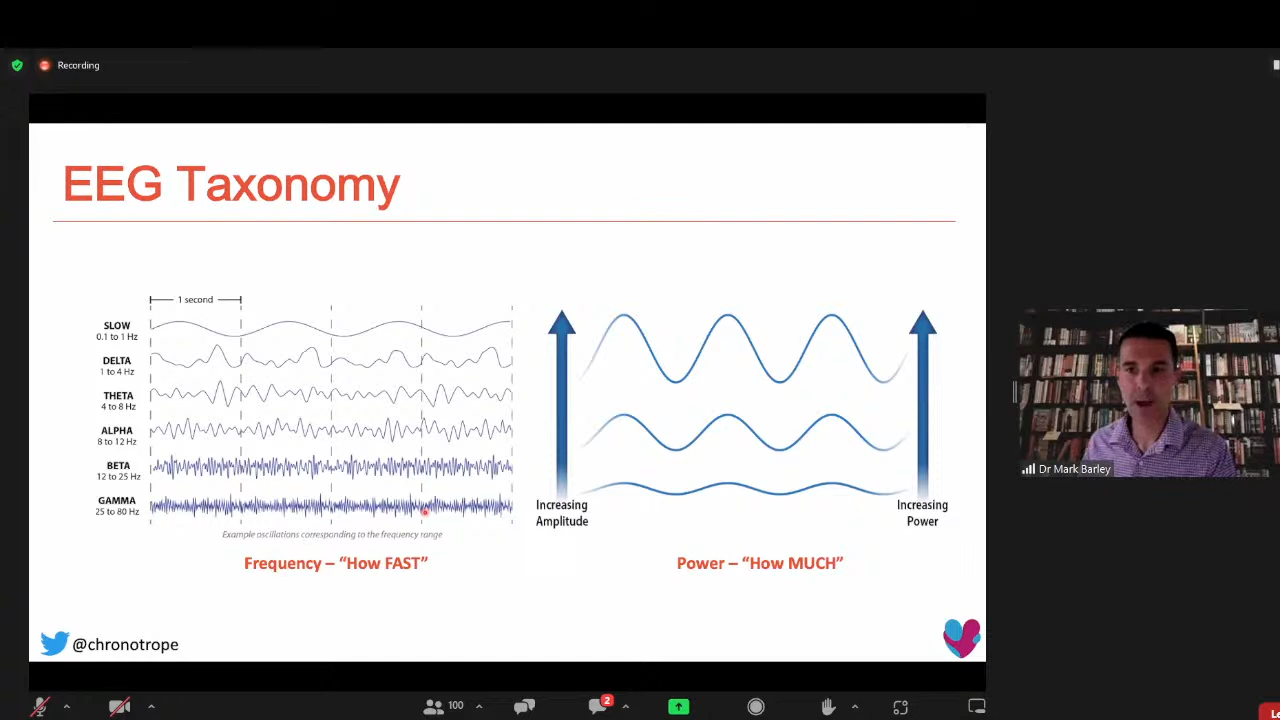 Recording
EEG Taxonomy
1 second
SLOW
0.1 to 1 Hz
DELTA
1 to 4 Hz
THETA
4 to 8 Hz
ALPHA
8 to 12 Hz
BETA
12 to 25 Hz
GAMMA
25 to 80 Hz
Example oscillations corresponding to the frequency range
Frequency – “How FAST”
Increasing
Amplitude
Increasing
Power
Power – “How MUCH”
@chronotrope
Dr Mark Barley
100
2